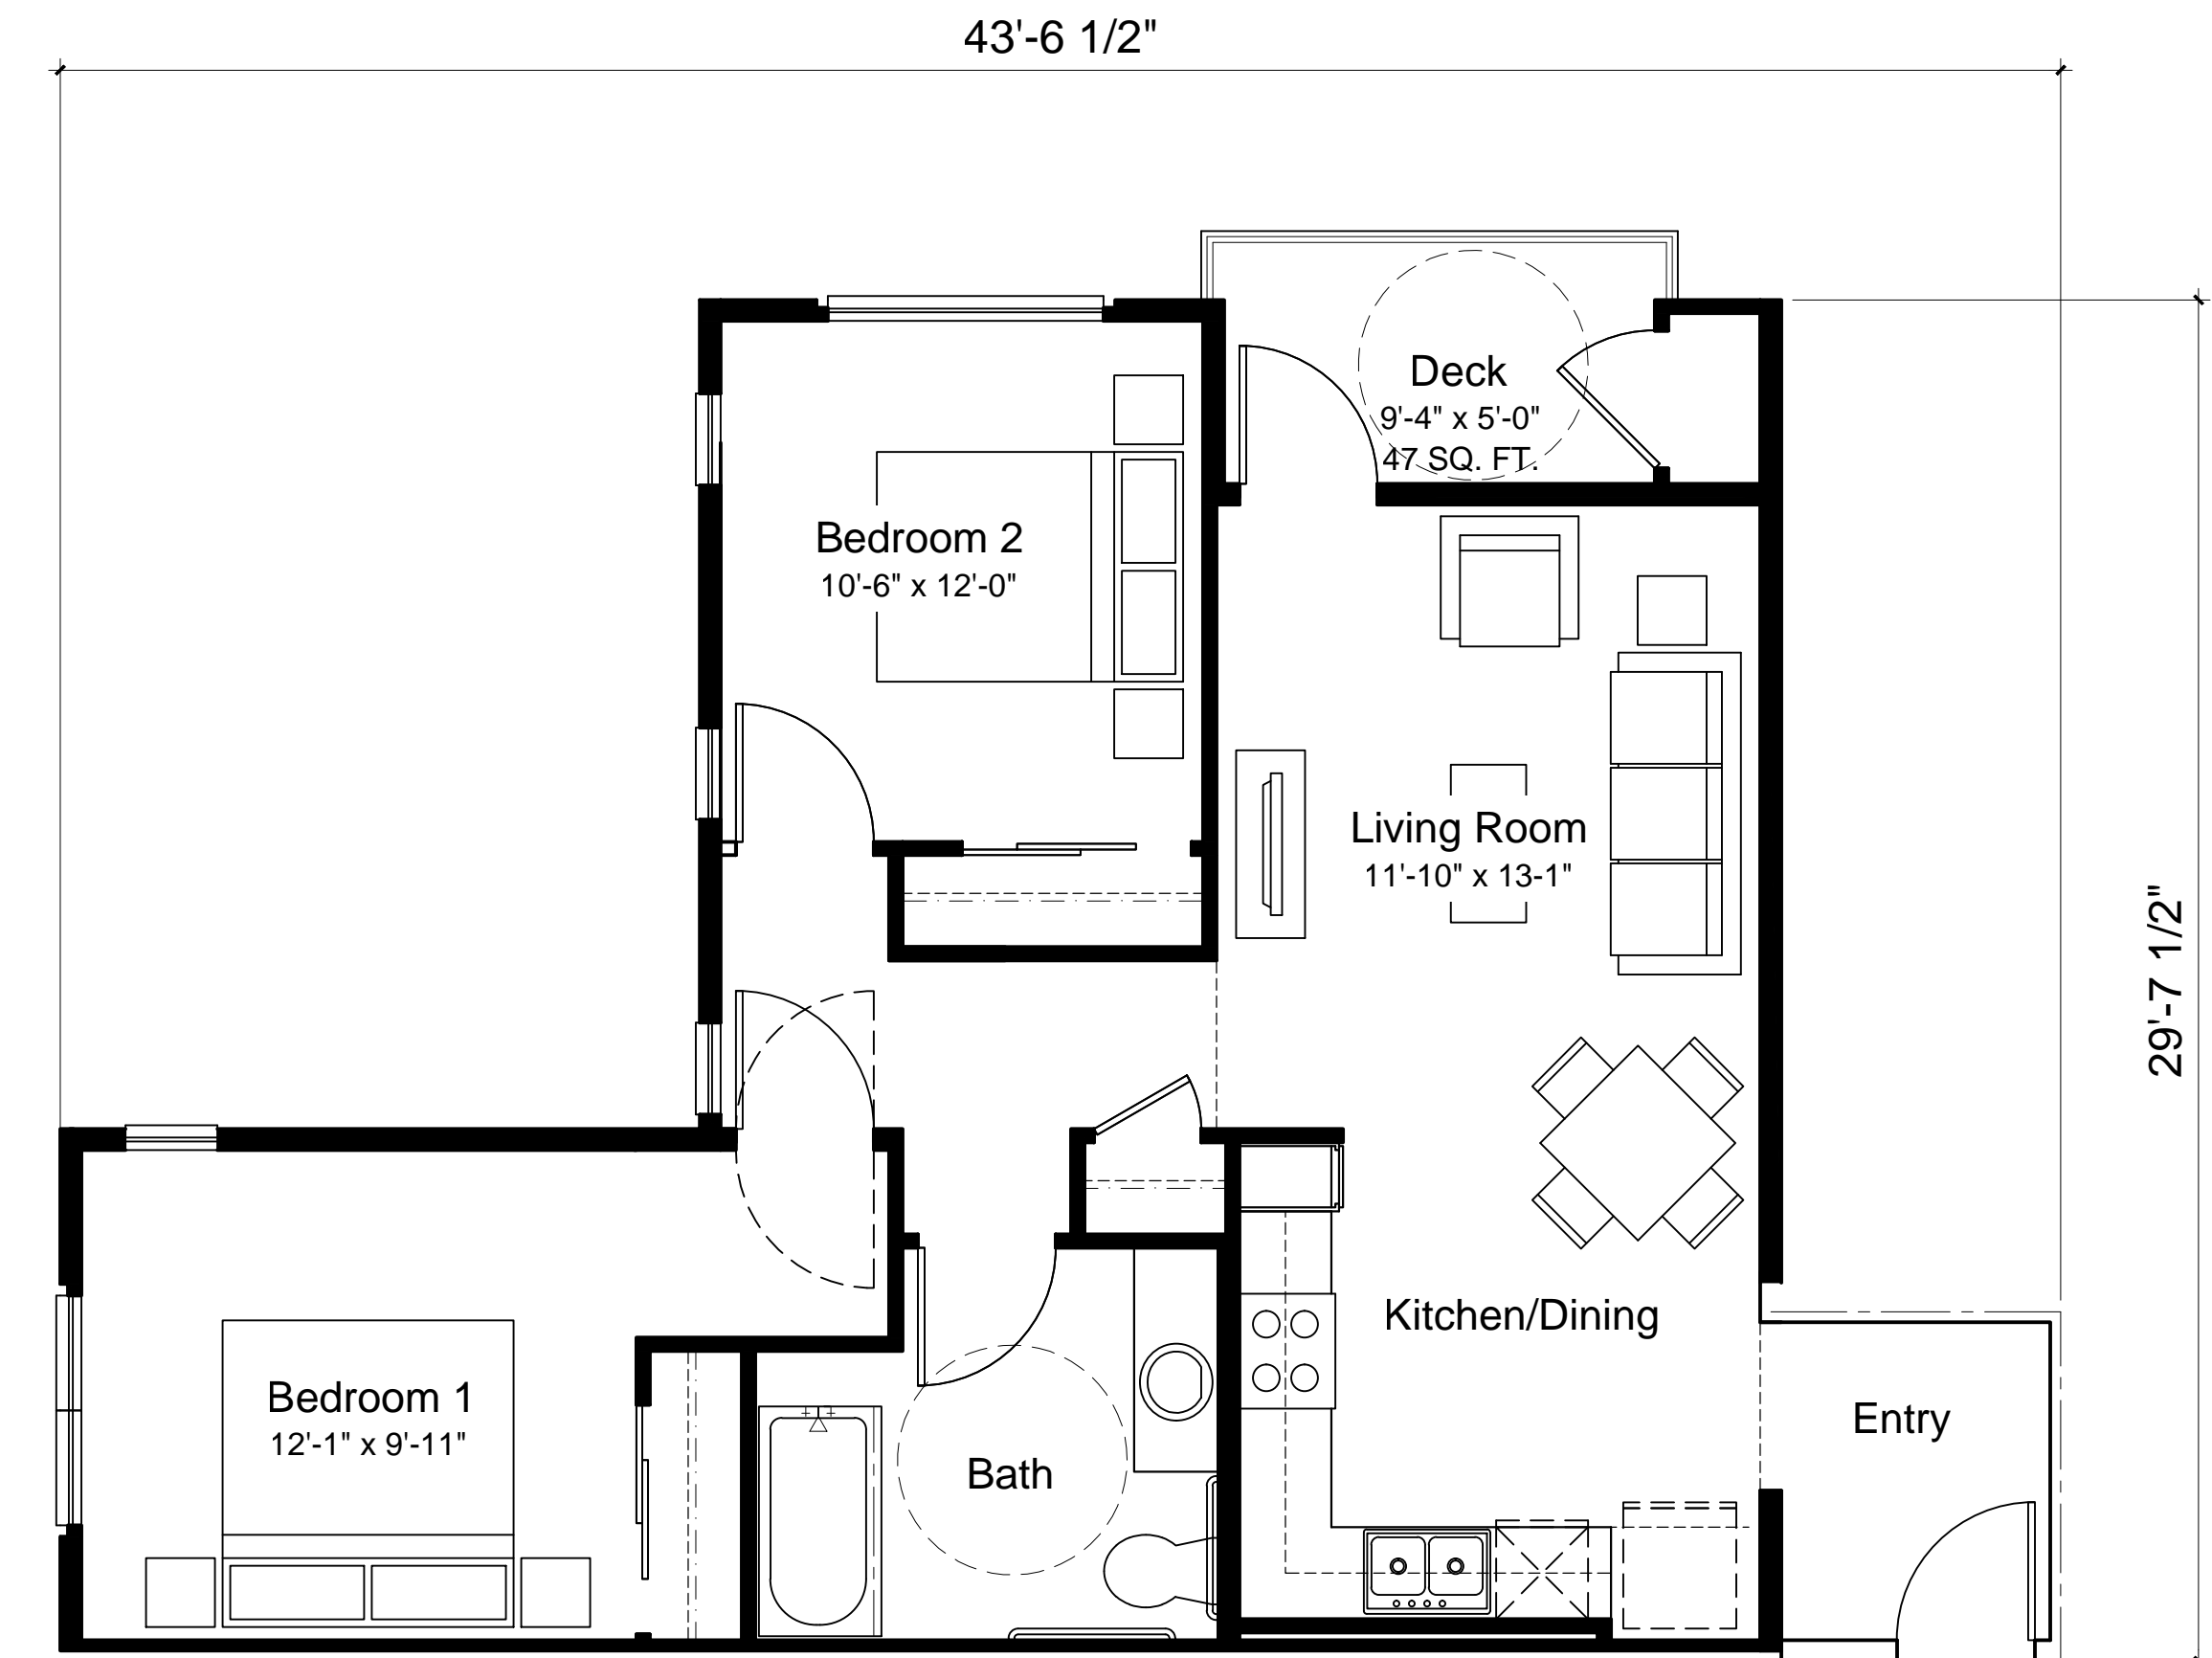 43'-6 1/2"
Deck
9'-4" x 5'-0"
47 SQ. FT.
Bedroom 2
10'-6" x 12'-0"
Living Room
11'-10" x 13-1"
29'-7 1/2"
Kitchen/Dining
Bedroom 1
12'-1" x 9'-11"
Entry
Bath